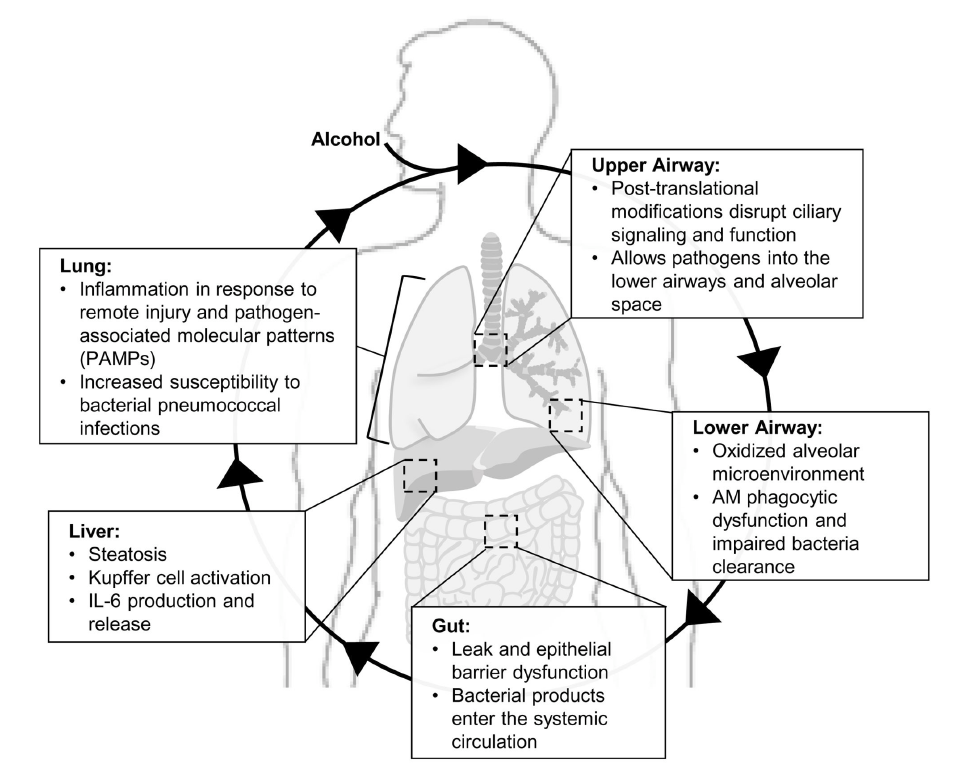 Alcohol
Upper Airway:
• Post-translational
modifications disrupt ciliary
signaling and function
• Allows pathogens into the
lower airways and alveolar
space
Lung:
• Inflammation in response to
remote injury and pathogen-
associated molecular patterns
(PAMPs)
• Increased susceptibility to
bacterial pneumococcal
infections
Lower Airway:
• Oxidized alveolar
microenvironment
• AM phagocytic
dysfunction and
impaired bacteria
clearance
Liver:
• Steatosis
• Kupffer cell activation
• IL-6 production and
release
Gut:
• Leak and epithelial
barrier dysfunction
• Bacterial products
enter the systemic
circulation